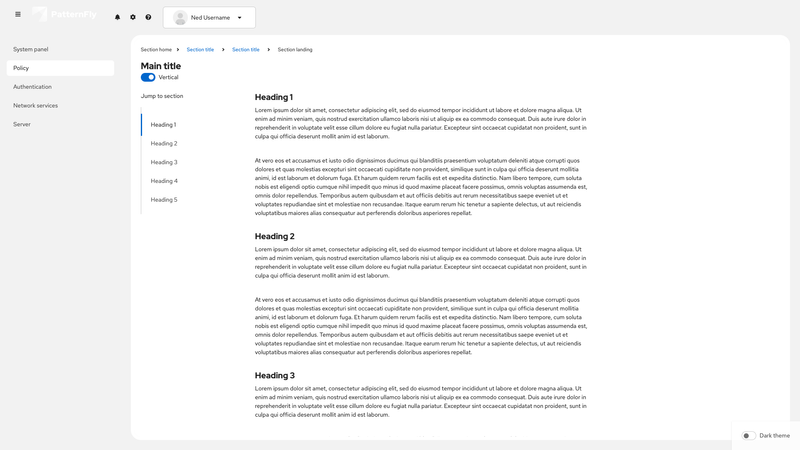 PatternFly
Ned Username
System panel
Policy
Authentication
Network services
Server
Section home
Section title
Section title
Section landing
Main title
Vertical
Jump to section
Heading 1
Heading 2
Heading 3
Heading 4
Heading 5
Heading 1
Lorem ipsum dolor sit amet, consectetur adipiscing elit, sed do eiusmod tempor incididunt ut labore et dolore magna aliqua. Ut
enim ad minim veniam, quis nostrud exercitation ullamco laboris nisi ut aliquip ex ea commodo consequat. Duis aute irure dolor in
reprehenderit in voluptate velit esse cillum dolore eu fugiat nulla pariatur. Excepteur sint occaecat cupidatat non proident, sunt in
culpa qui officia deserunt mollit anim id est laborum.
At vero eos et accusamus et iusto odio dignissimos ducimus qui blanditiis praesentium voluptatum deleniti atque corrupti quos
dolores et quas molestias excepturi sint occaecati cupiditate non provident, similique sunt in culpa qui officia deserunt mollitia
animi, id est laborum et dolorum fuga. Et harum quidem rerum facilis est et expedita distinctio. Nam libero tempore, cum soluta
nobis est eligendi optio cumque nihil impedit quo minus id quod maxime placeat facere possimus, omnis voluptas assumenda est,
omnis dolor repellendus. Temporibus autem quibusdam et aut officiis debitis aut rerum necessitatibus saepe eveniet ut et
voluptates repudiandae sint et molestiae non recusandae. Itaque earum rerum hic tenetur a sapiente delectus, ut aut reiciendis
voluptatibus maiores alias consequatur aut perferendis doloribus asperiores repellat.
Heading 2
Lorem ipsum dolor sit amet, consectetur adipiscing elit, sed do eiusmod tempor incididunt ut labore et dolore magna aliqua. Ut
enim ad minim veniam, quis nostrud exercitation ullamco laboris nisi ut aliquip ex ea commodo consequat. Duis aute irure dolor in
reprehenderit in voluptate velit esse cillum dolore eu fugiat nulla pariatur. Excepteur sint occaecat cupidatat non proident, sunt in
culpa qui officia deserunt mollit anim id est laborum.
At vero eos et accusamus et iusto odio dignissimos ducimus qui blanditiis praesentium voluptatum deleniti atque corrupti quos
dolores et quas molestias excepturi sint occaecati cupiditate non provident, similique sunt in culpa qui officia deserunt mollitia
animi, id est laborum et dolorum fuga. Et harum quidem rerum facilis est et expedita distinctio. Nam libero tempore, cum soluta
nobis est eligendi optio cumque nihil impedit quo minus id quod maxime placeat facere possimus, omnis voluptas assumenda est,
omnis dolor repellendus. Temporibus autem quibusdam et aut officiis debitis aut rerum necessitatibus saepe eveniet ut et
voluptates repudiandae sint et molestiae non recusandae. Itaque earum rerum hic tenetur a sapiente delectus, ut aut reiciendis
voluptatibus maiores alias consequatur aut perferendis doloribus asperiores repellat.
Heading 3
Lorem ipsum dolor sit amet, consectetur adipiscing elit, sed do eiusmod tempor incididunt ut labore et dolore magna aliqua. Ut
enim ad minim veniam, quis nostrud exercitation ullamco laboris nisi ut aliquip ex ea commodo consequat. Duis aute irure dolor in
reprehenderit in voluptate velit esse cillum dolore eu fugiat nulla pariatur. Excepteur sint occaecat cupidatat non proident, sunt in
culpa qui officia deserunt mollit anim id est laborum.
Dark theme